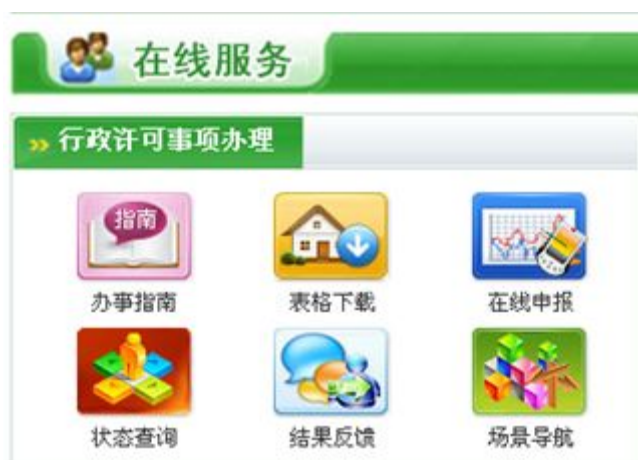 在线服务
行政许可事项办理
指南
办事指南 表格下载 在线申报
状态查询 结果反馈 场景导航